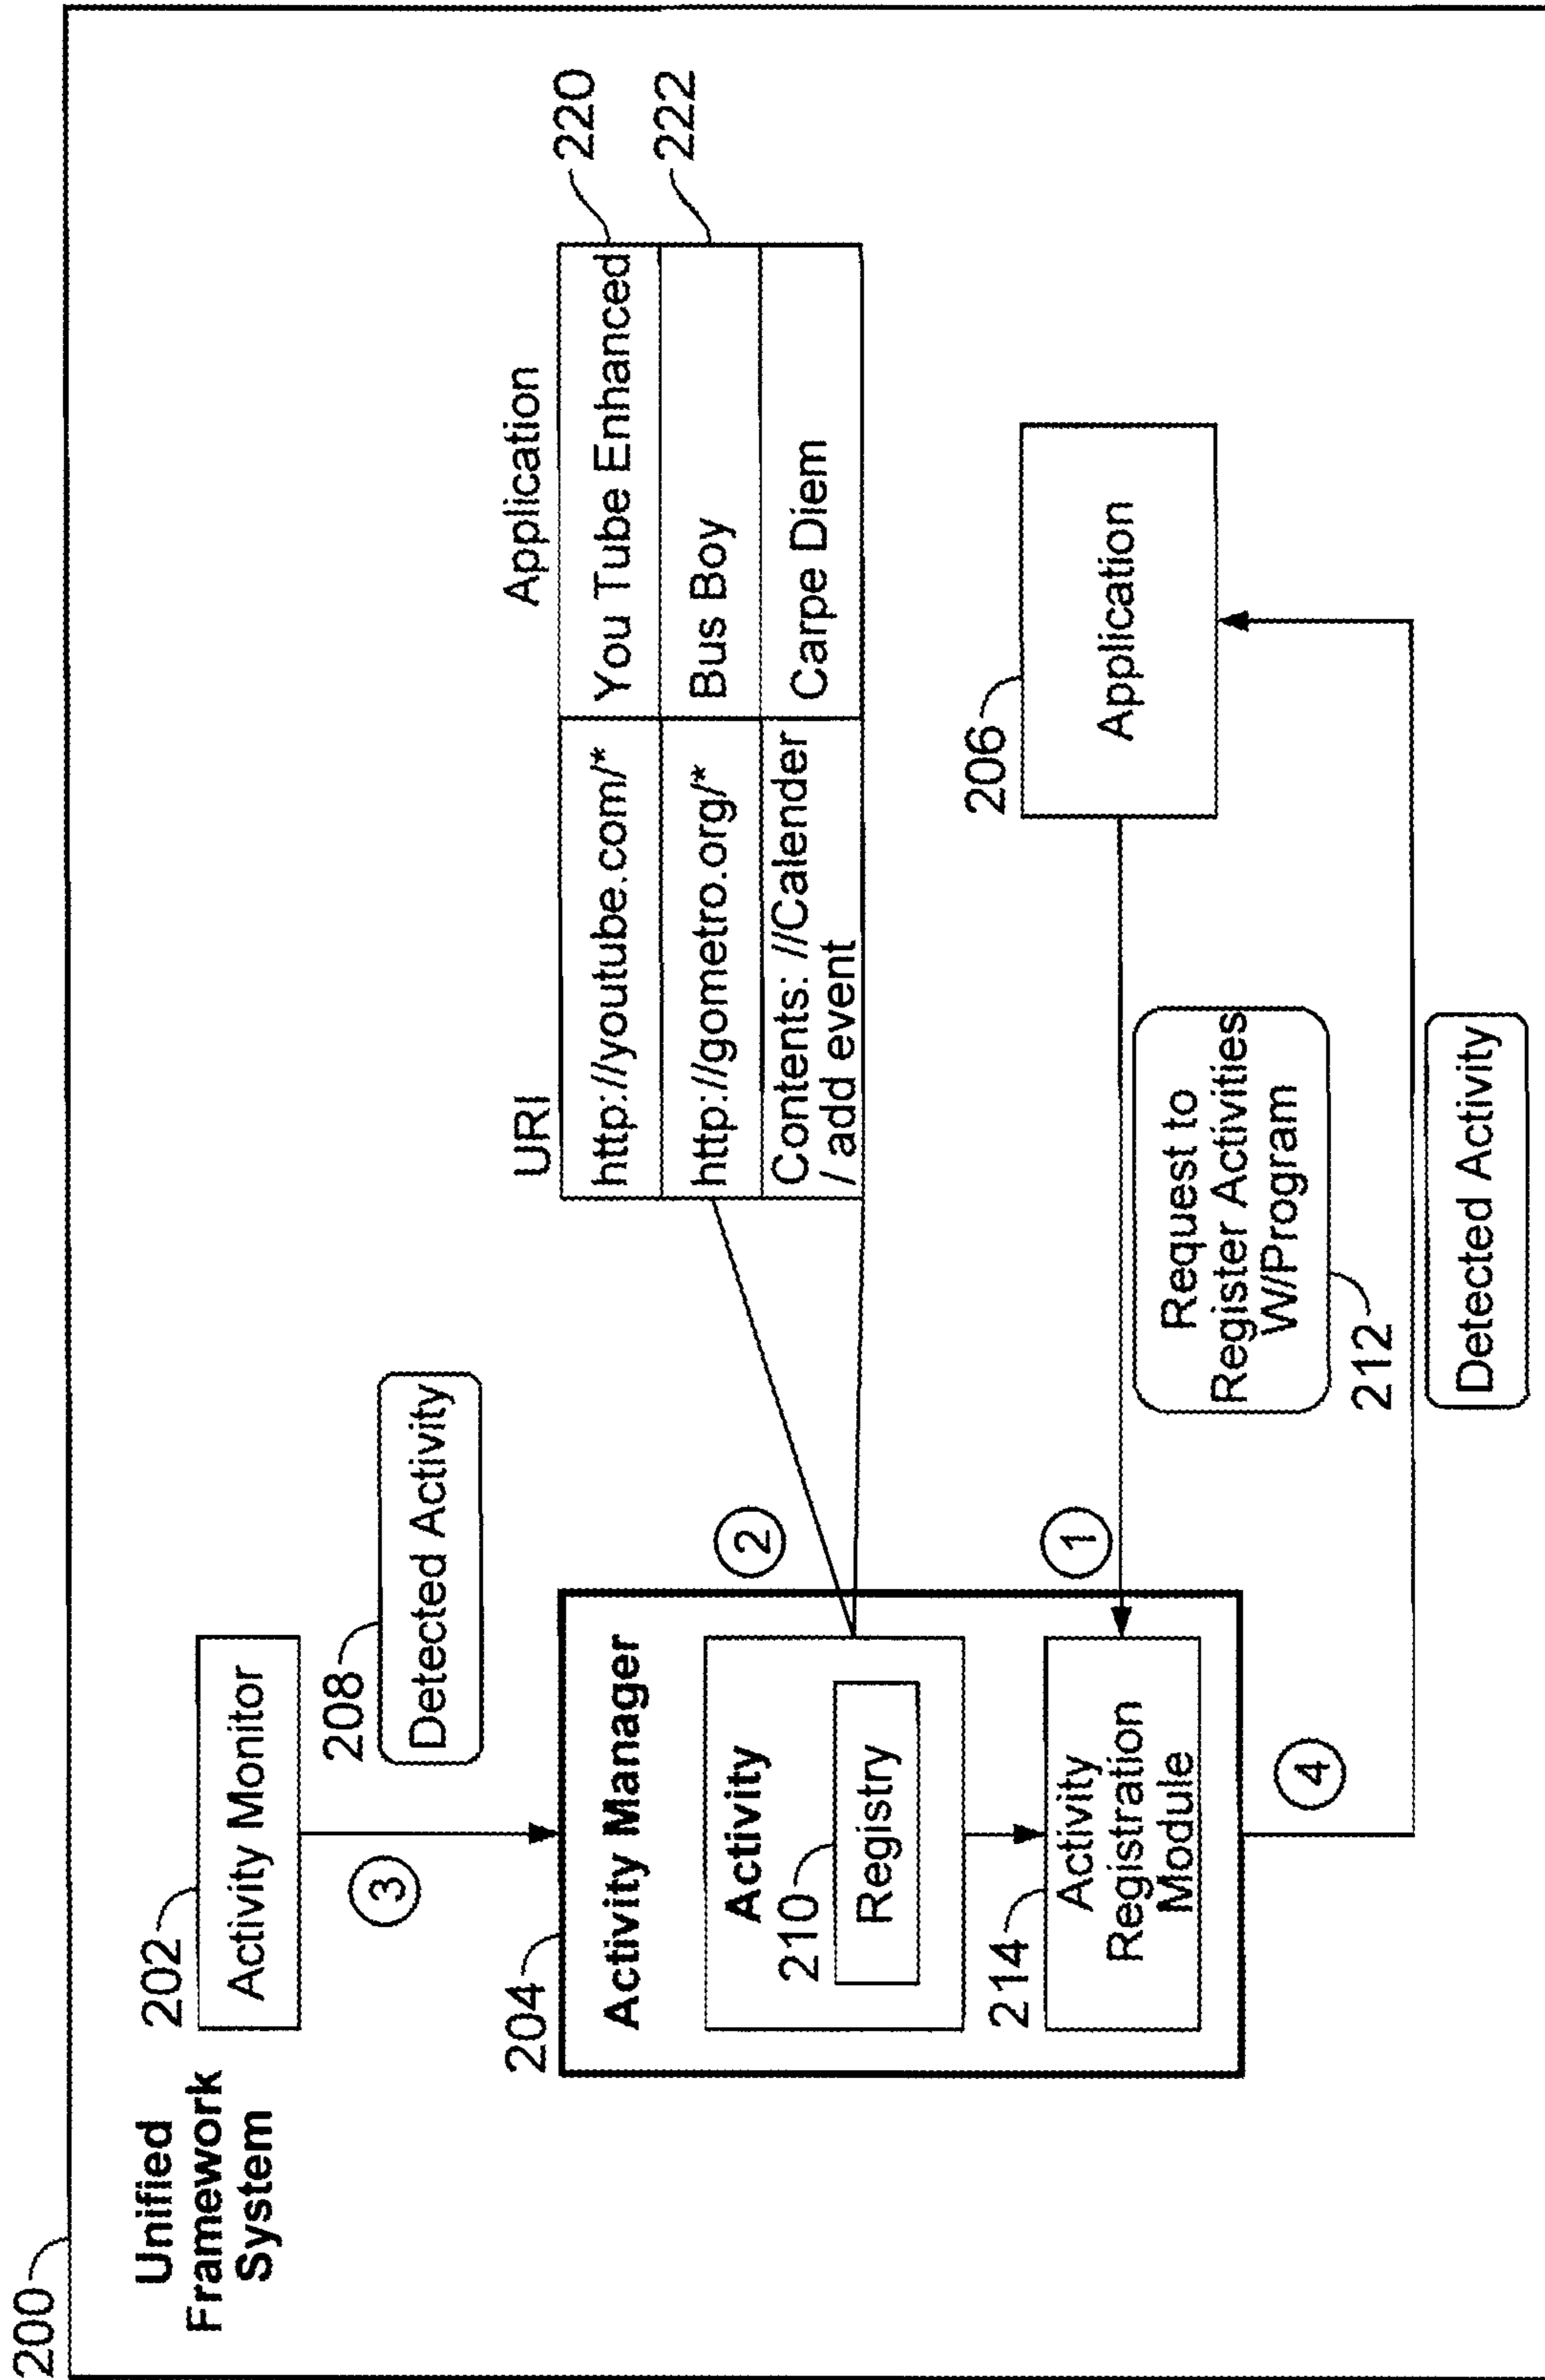 200
Unified
Framework
System
202
Activity Monitor
3
208
Detected Activity
204
Activity Manager
Activity
210
Registry
214
Activity
Registration
Module
2
1
4
URI
Application
http://youtube.com/*
You Tube Enhanced
220
http://gometro.org/*
Bus Boy
222
Contents: //Calender
/ add event
Carpe Diem
206
Application
Request to
Register Activities
W/Program
212
Detected Activity